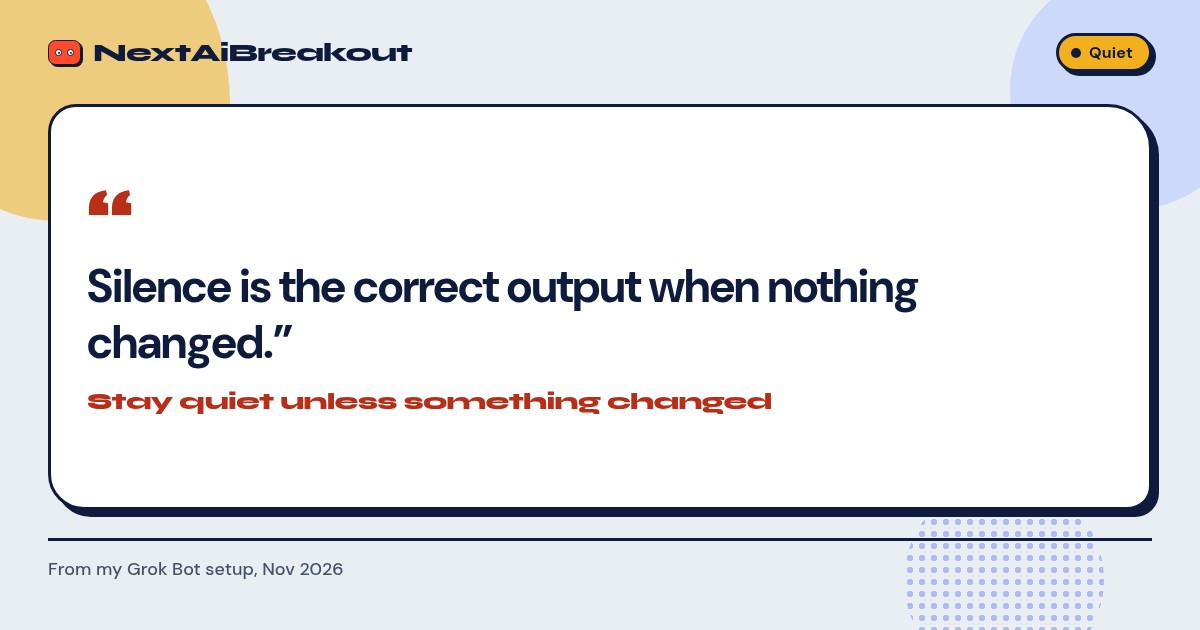 NextAiBreakout
Quiet
“
Silence is the correct output when nothing
changed.”
Stay quiet unless something changed
From my Grok Bot setup, Nov 2026